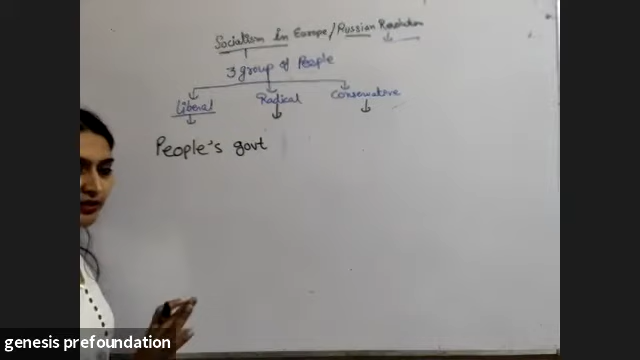 Socialism in Europe/Russian Revolution
3 group of People
Liberal Radical Conservative
People's govt
genesis prefoundation